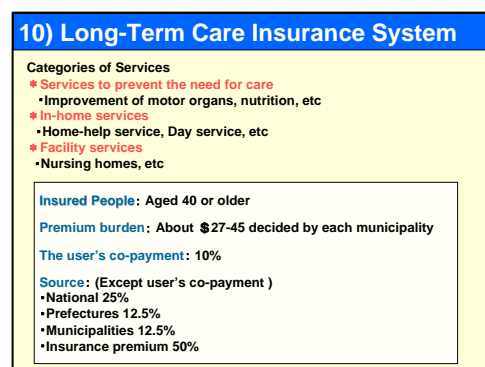 10) Long-Term Care Insurance System
Categories of Services
＊Services to prevent the need for care
▪Improvement of motor organs, nutrition, etc
＊In-home services
▪Home-help service, Day service, etc
＊Facility services
▪Nursing homes, etc
Insured People: Aged 40 or older
Premium burden: About ＄27-45 decided by each municipality
The user's co-payment: 10%
Source: (Except user's co-payment )
▪National 25%
▪Prefectures 12.5%
▪Municipalities 12.5%
▪Insurance premium 50%